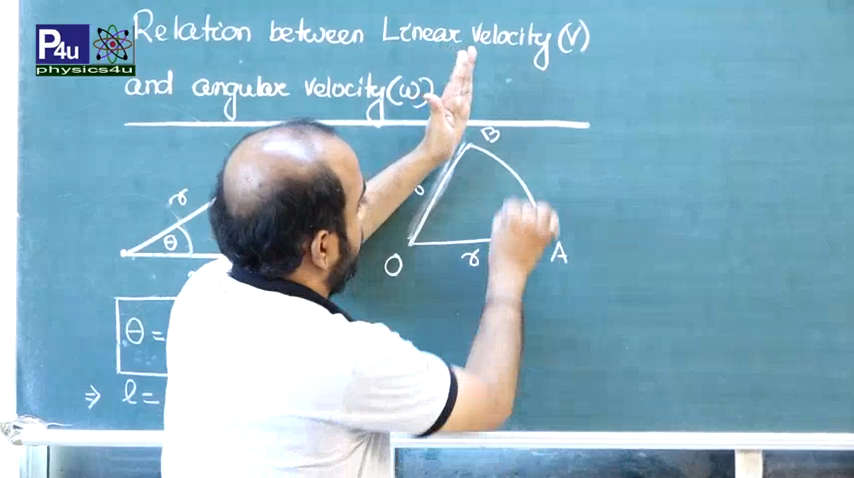 P4u
physics4u
Relation between Linear velocity (V)
and angular velocity (ω)
B
r
θ
O
r
A
θ =
⇒ l =